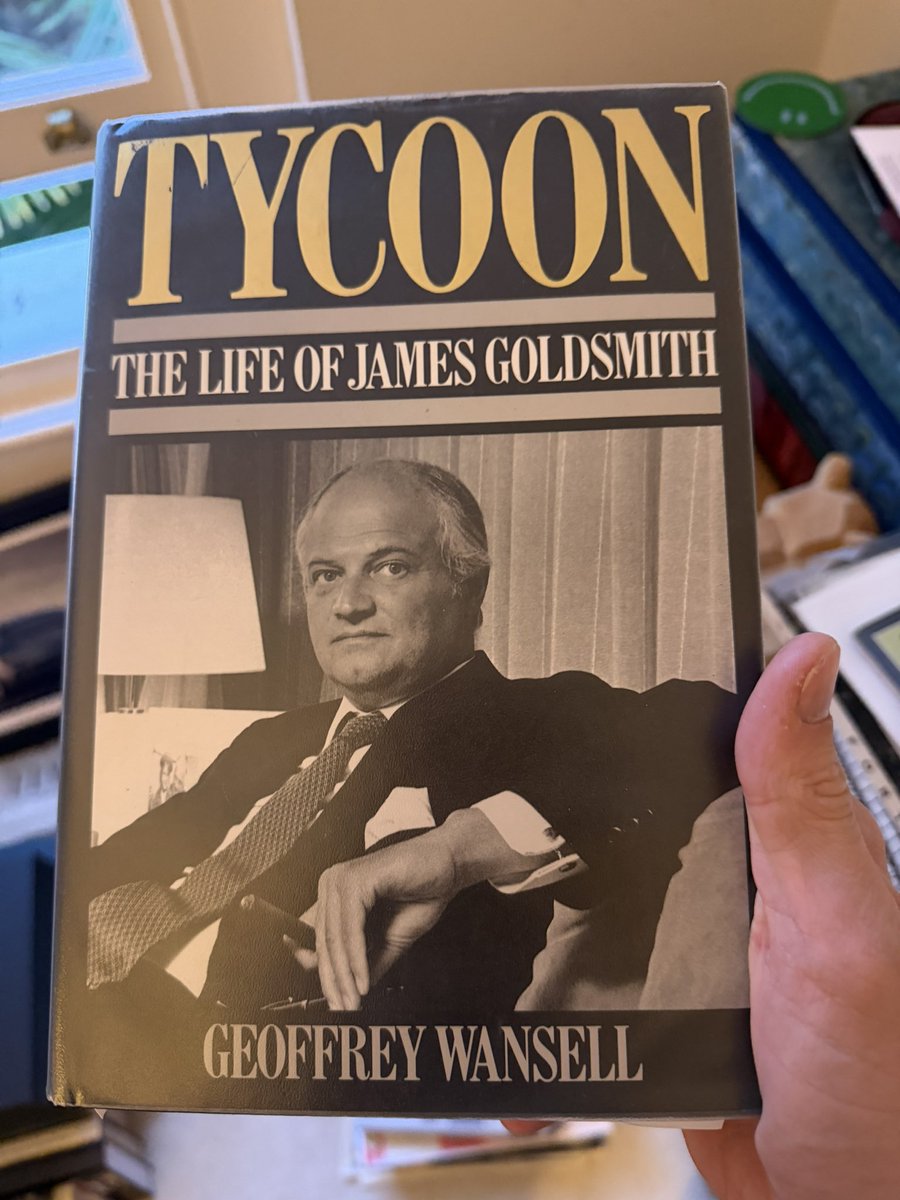 TYCOON
THE LIFE OF JAMES GOLDSMITH
GEOFFREY WANSELL